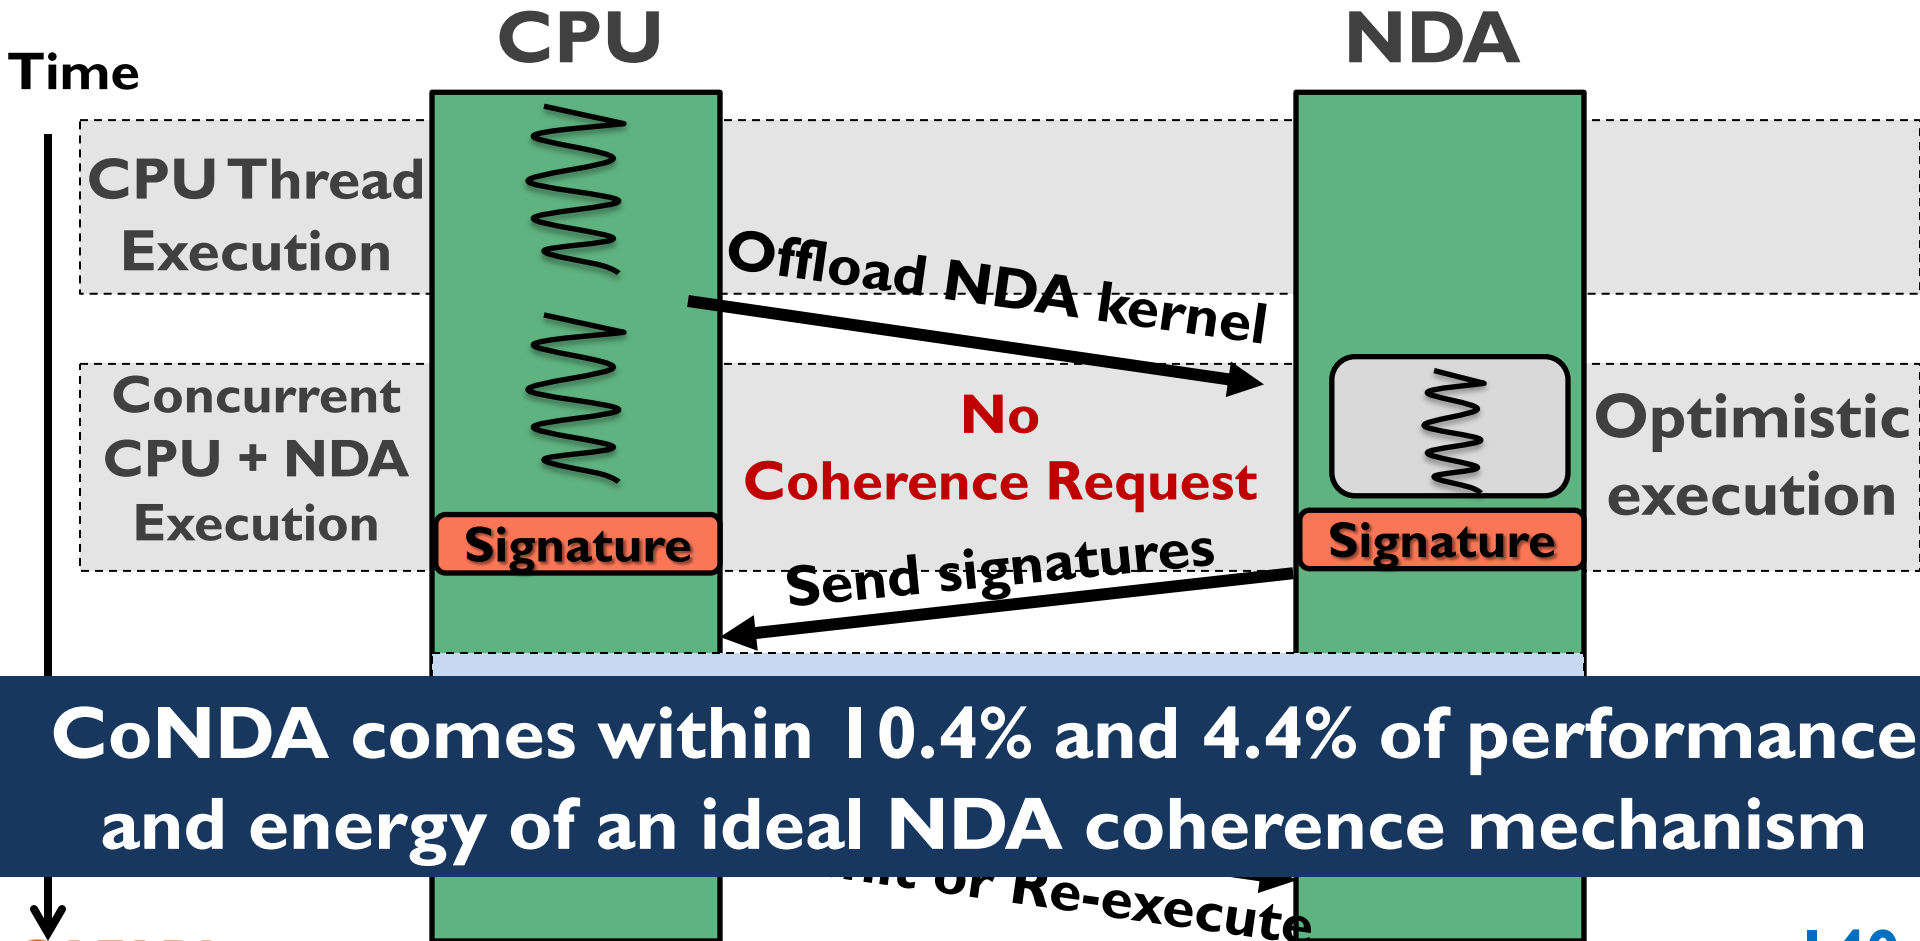 CPU
NDA
Time
CPU Thread
Execution
Offload NDA kernel
Concurrent
CPU + NDA
Execution
No
Coherence Request
Optimistic
execution
Signature
Signature
Send signatures
CoNDA comes within 10.4% and 4.4% of performance
and energy of an ideal NDA coherence mechanism
or Re-execute